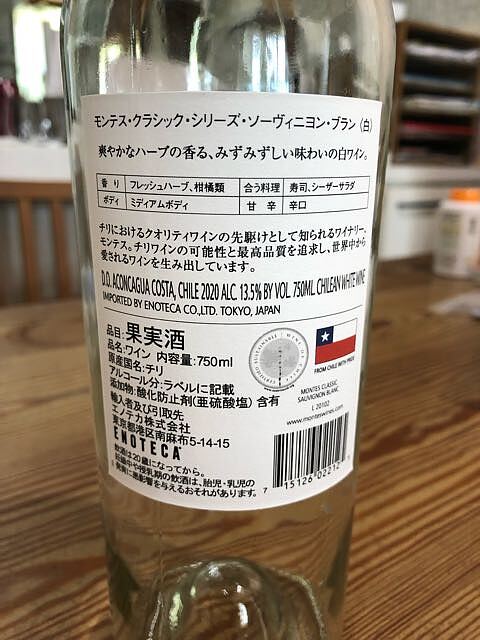 モンテス・クラシック・シリーズ・ソーヴィニヨン・ブラン（白）
爽やかなハーブの香る、みずみずしい味わいの白ワイン。
香り フレッシュハーブ、柑橘類 合う料理 寿司、シーザーサラダ
ボディ ミディアムボディ 甘辛 辛口
チリにおけるクオリティワインの先駆けとして知られるワイナリー、
モンテス。チリワインの可能性と最高品質を追求し、世界中から
愛されるワインを生み出しています。
D.O. ACONCAGUA COSTA, CHILE 2020 ALC. 13.5% BY VOL. 750ML. CHILEAN WHITE WINE
IMPORTED BY ENOTECA CO.,LTD. TOKYO, JAPAN
品目:果実酒
品名:ワイン 内容量:750ml
原産国名:チリ
アルコール分:ラベルに記載
添加物:酸化防止剤(亜硫酸塩) 含有
輸入者及び引取先
エノテカ株式会社
東京都港区南麻布5-14-15
ENOTECA
飲酒は20歳になってから。
妊娠中や授乳期の飲酒は、胎児・乳児の
発育に悪影響を与えるおそれがあります。
FROM CHILE WITH PRIDE
MONTES CLASSIC
SAUVIGNON BLANC
L 20102
www.monteswines.com
7 15126 02212